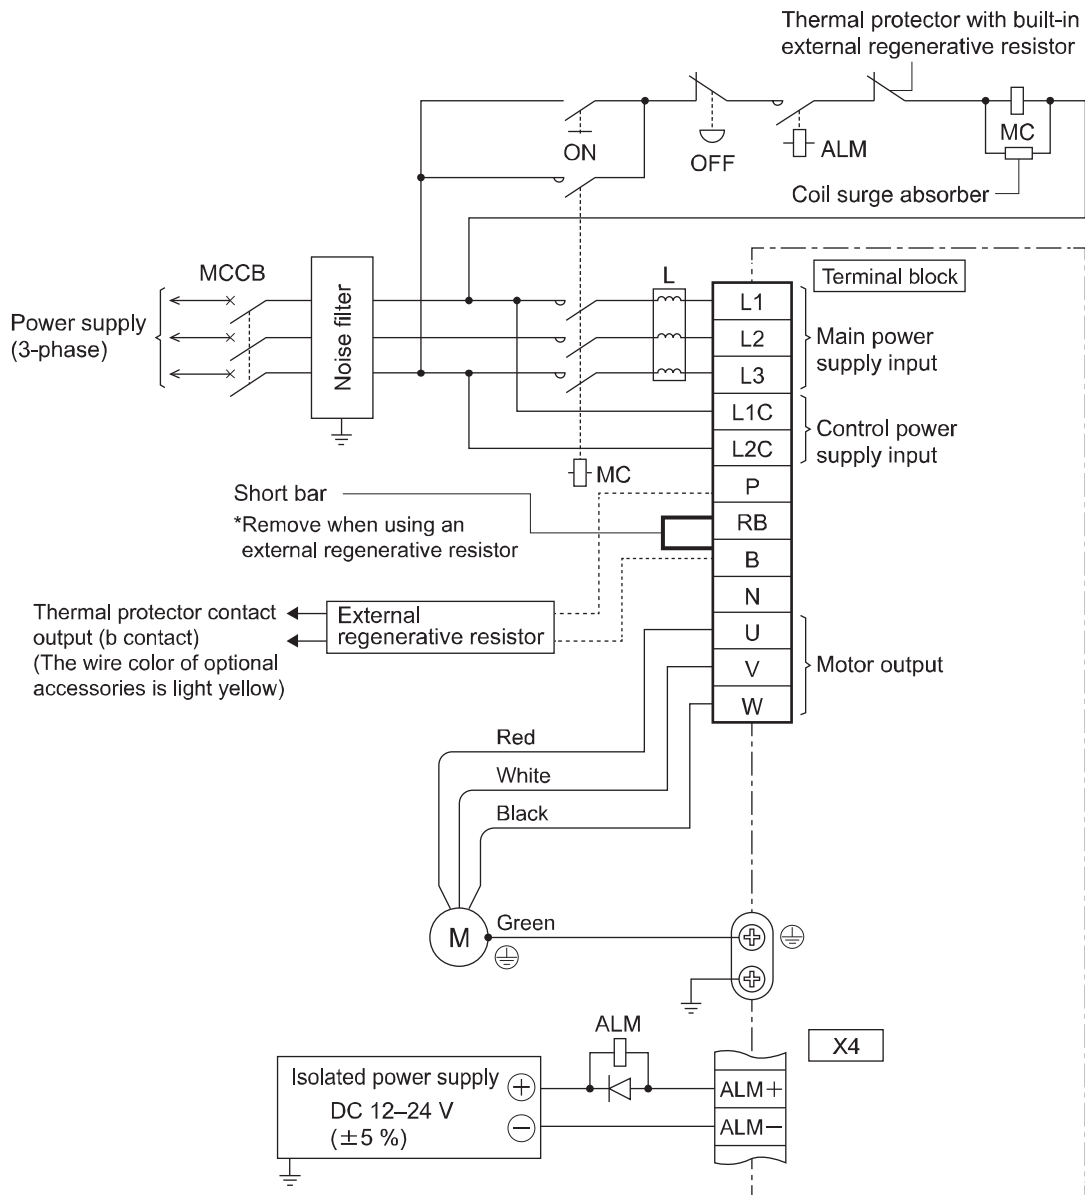 Thermal protector with built-in
external regenerative resistor
ON
OFF
ALM
MC
Coil surge absorber
MCCB
L
Terminal block
Power supply
(3-phase)
Noise filter
L1
L2
L3
L1C
L2C
P
RB
B
N
U
V
W
Main power
supply input
Control power
supply input
MC
Short bar
*Remove when using an
external regenerative resistor
Thermal protector contact
output (b contact)
(The wire color of optional
accessories is light yellow)
External
regenerative resistor
Motor output
Red
White
Black
M
Green
ALM
X4
Isolated power supply
DC 12–24 V
(±5 %)
+
−
ALM+
ALM−